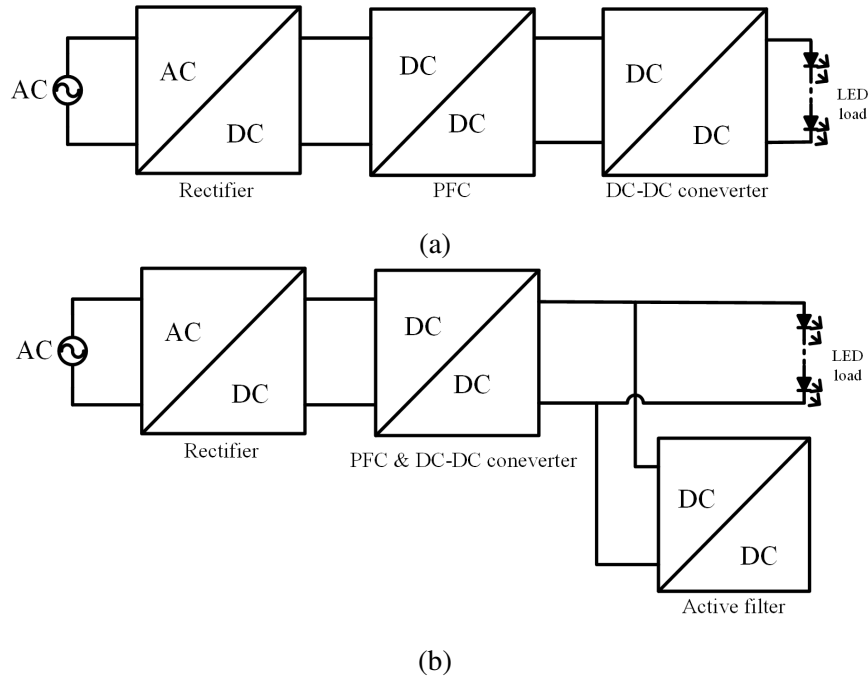 AC
AC
DC
Rectifier
DC
DC
PFC
DC
DC
DC-DC coneverter
LED
load
(a)
AC
AC
DC
Rectifier
DC
DC
PFC & DC-DC coneverter
LED
load
DC
DC
Active filter
(b)